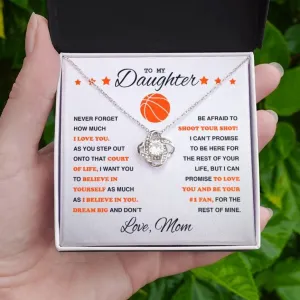 TO MY
Daughter
NEVER FORGET
HOW MUCH
I LOVE YOU.
AS YOU STEP OUT
ONTO THAT COURT
OF LIFE, I WANT YOU
TO BELIEVE IN
YOURSELF AS MUCH
AS I BELIEVE IN YOU.
DREAM BIG AND DON'T
BE AFRAID TO
SHOOT YOUR SHOT!
I CAN'T PROMISE
TO BE HERE FOR
THE REST OF YOUR
LIFE, BUT I CAN
PROMISE TO LOVE
YOU AND BE YOUR
#1 FAN, FOR THE
REST OF MINE.
Love, Mom